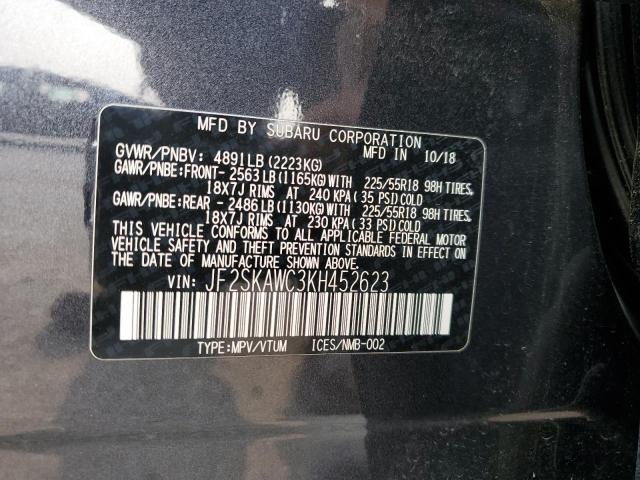 MFD BY SUBARU CORPORATION
GVWR/PNBV: 4891LB(2223KG) MFD IN 10/18
GAWR/PNBE:FRONT- 2563LB(1165KG)WITH 225/55R18 98H TIRES,
18X7J RIMS AT 240 KPA(35 PSI)COLD
GAWR/PNBE:REAR - 2486LB(1130KG)WITH 225/55R18 98H TIRES,
18X7J RIMS AT 230 KPA(33 PSI)COLD
THIS VEHICLE CONFORMS TO ALL APPLICABLE FEDERAL MOTOR
VEHICLE SAFETY AND THEFT PREVENTION STANDARDS IN EFFECT ON
THE DATE OF MANUFACTURE SHOWN ABOVE.
VIN: JF2SKAWC3KH452623
TYPE:MPV/VTUM ICES/NMB-002